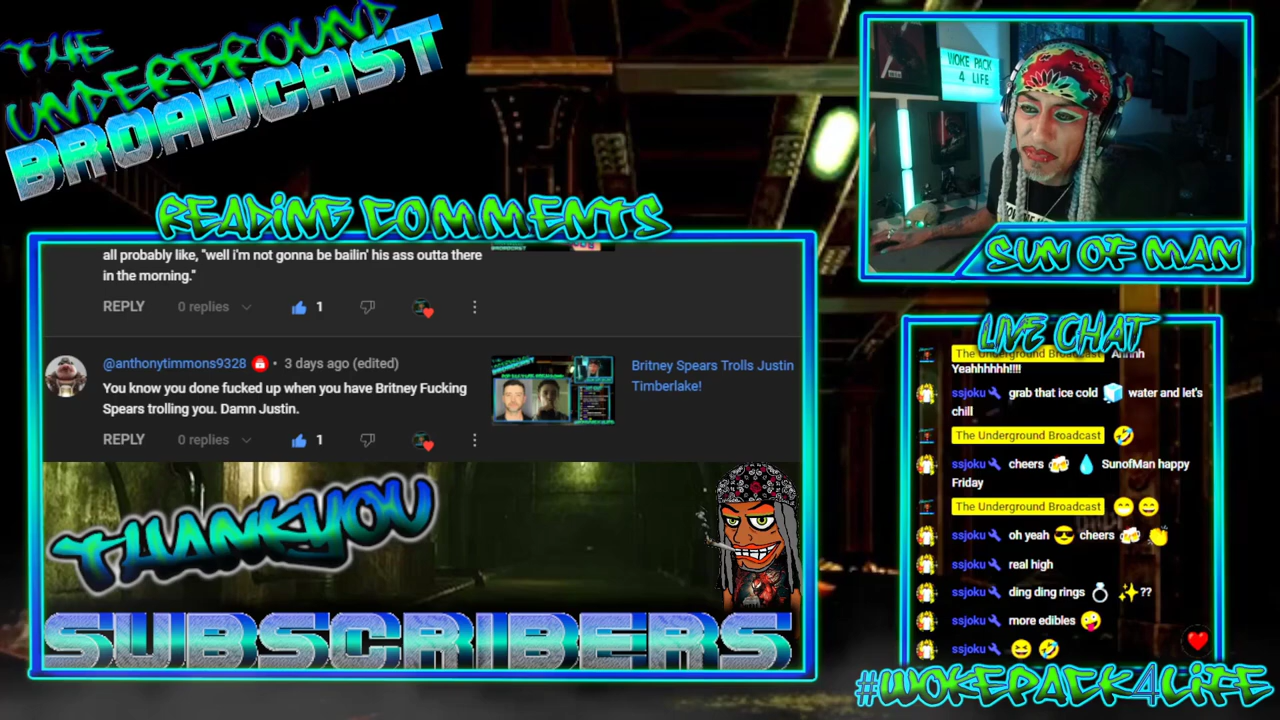 THE
UNDERGROUND
BROADCAST
READING COMMENTS
all probably like, "well i'm not gonna be bailin' his ass outta there
in the morning."
REPLY 0 replies 1
@anthonytimmons9328 3 days ago (edited)
You know you done fucked up when you have Britney Fucking
Spears trolling you. Damn Justin.
Britney Spears Trolls Justin
Timberlake!
REPLY 0 replies 1
THANK YOU
SUBSCRIBERS
WOKE PACK
4 LIFE
SUN OF MAN
LIVE CHAT
The Underground Broadcast Ahhhh
Yeahhhhh!!!!
ssjoku grab that ice cold 🧊 water and let's
chill
The Underground Broadcast 🤣
ssjoku cheers 🍻 💧 SunofMan happy
Friday
The Underground Broadcast 😁 😄
ssjoku oh yeah 😎 cheers 🍻 👏
ssjoku real high
ssjoku ding ding rings 💍 ✨??
ssjoku more edibles 🤪
ssjoku 😆 🤣
#WOKEPACK4LIFE